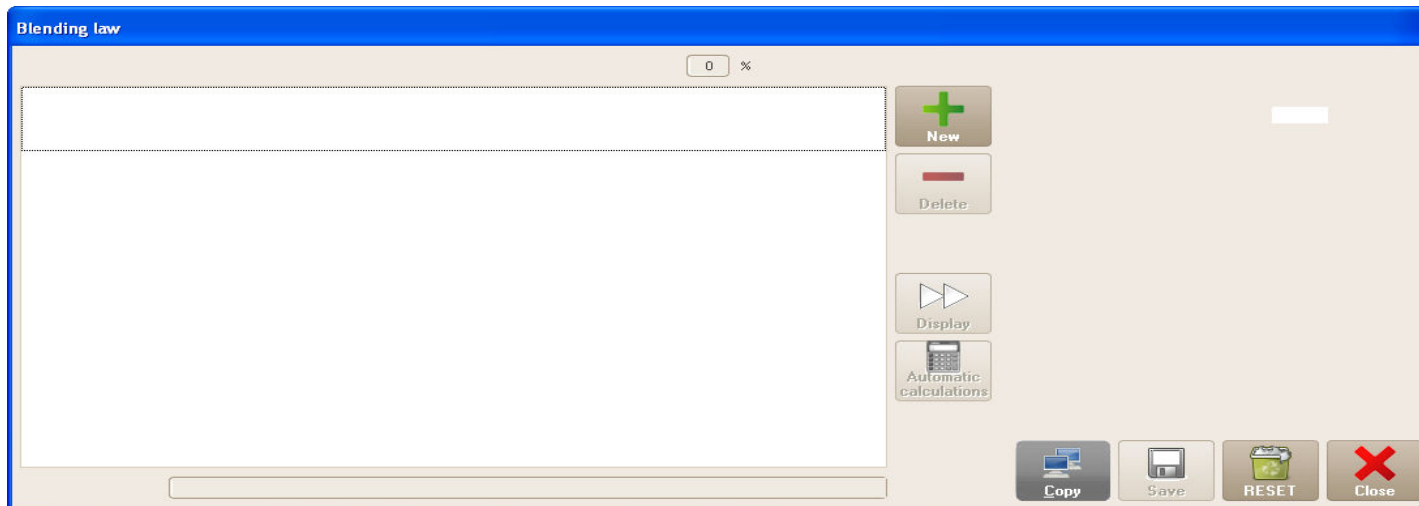 Blending law
0 %
New
Delete
Display
Automatic
calculations
Copy
Save
RESET
Close